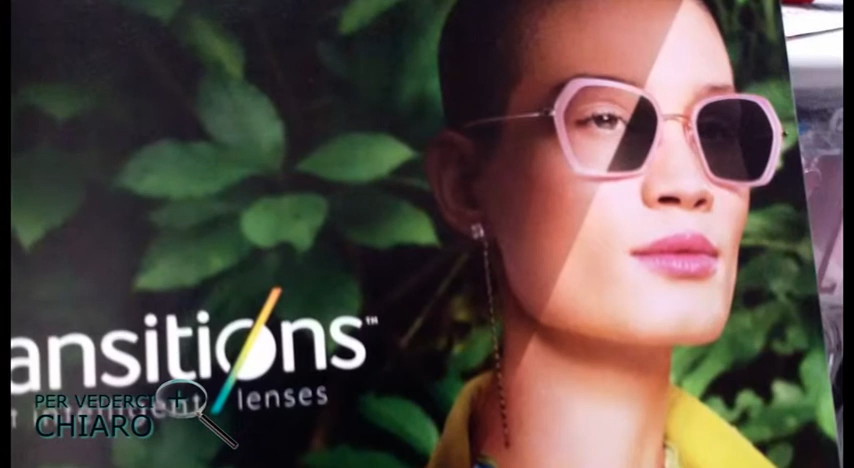 ansitions™
lenses
PER VEDERCI +
CHIARO